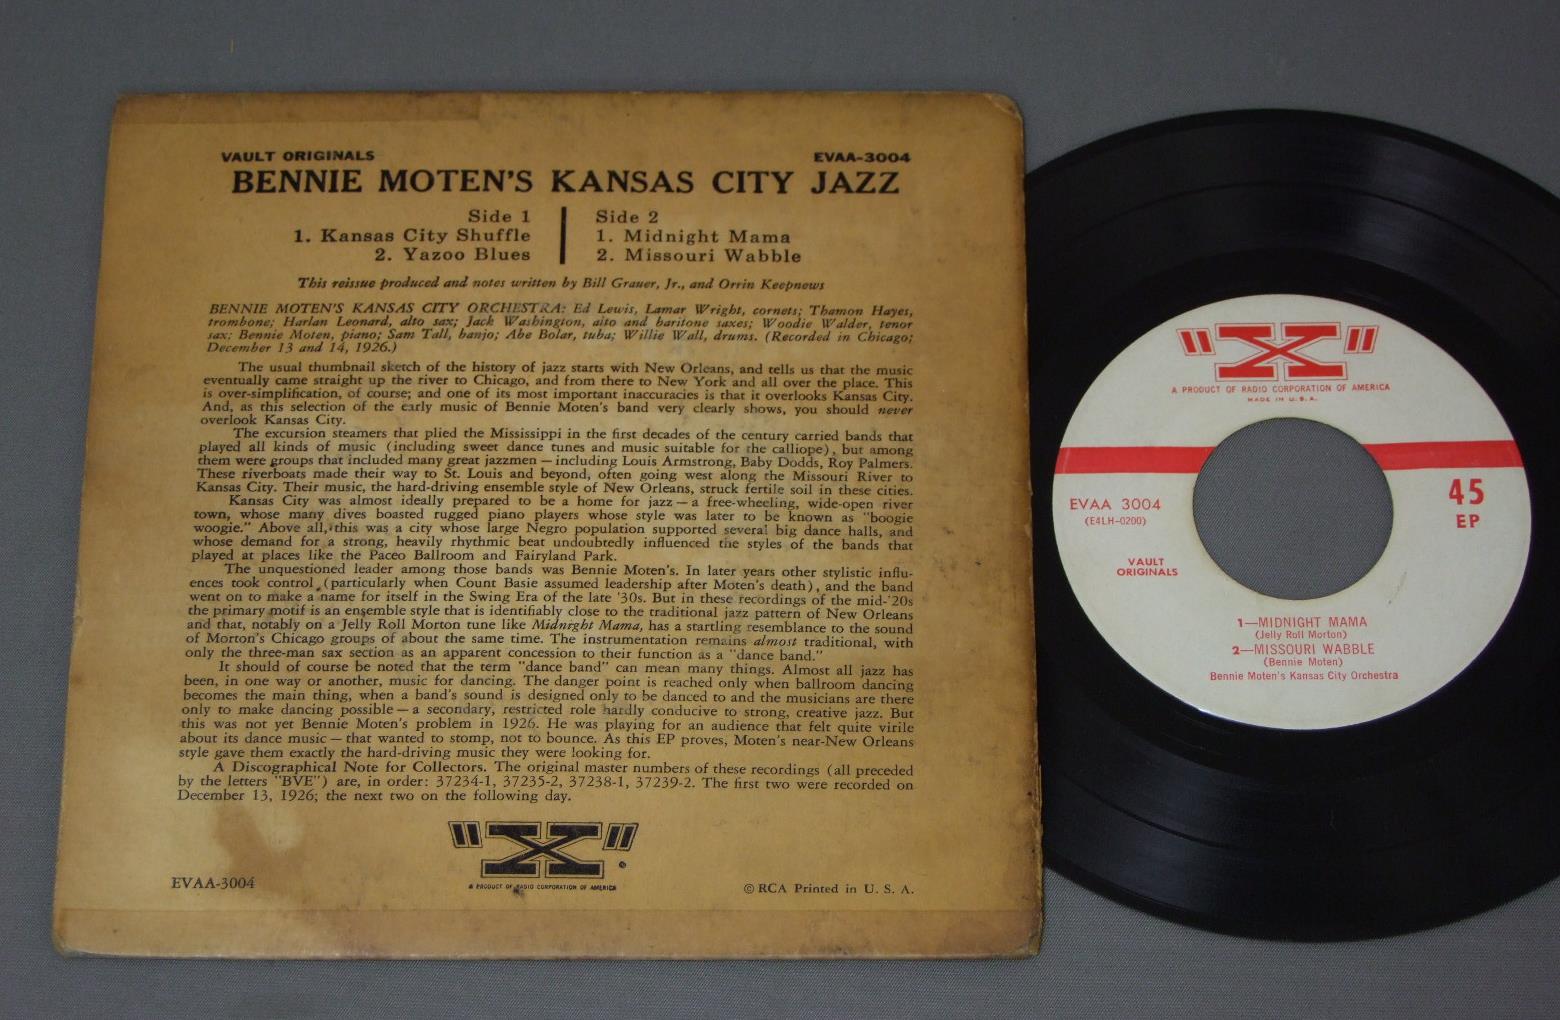 VAULT ORIGINALS EVAA-3004
BENNIE MOTEN'S KANSAS CITY JAZZ
Side 1
1. Kansas City Shuffle
2. Yazoo Blues
Side 2
1. Midnight Mama
2. Missouri Wabble
This reissue produced and notes written by Bill Grauer, Jr., and Orrin Keepnews
BENNIE MOTEN'S KANSAS CITY ORCHESTRA: Ed Lewis, Lamar Wright, cornets; Thamon Hayes,
trombone; Harlan Leonard, alto sax; Jack Washington, alto and baritone saxes; Woodie Walder, tenor
sax; Bennie Moten, piano; Sam Tall, banjo; Abe Bolar, tuba; Willie Wall, drums. (Recorded in Chicago;
December 13 and 14, 1926.)
The usual thumbnail sketch of the history of jazz starts with New Orleans, and tells us that the music
eventually came straight up the river to Chicago, and from there to New York and all over the place. This
is over-simplification, of course; and one of its most important inaccuracies is that it overlooks Kansas City.
And, as this selection of the early music of Bennie Moten's band very clearly shows, you should never
overlook Kansas City.
The excursion steamers that plied the Mississippi in the first decades of the century carried bands that
played all kinds of music (including sweet dance tunes and music suitable for the calliope), but among
them were groups that included many great jazzmen — including Louis Armstrong, Baby Dodds, Roy Palmers.
These riverboats made their way to St. Louis and beyond, often going west along the Missouri River to
Kansas City. Their music, the hard-driving ensemble style of New Orleans, struck fertile soil in these cities.
Kansas City was almost ideally prepared to be a home for jazz — a free-wheeling, wide-open river
town, whose many dives boasted rugged piano players whose style was later to be known as "boogie
woogie." Above all, this was a city whose large Negro population supported several big dance halls, and
whose demand for a strong, heavily rhythmic beat undoubtedly influenced the styles of the bands that
played at places like the Paceo Ballroom and Fairyland Park.
The unquestioned leader among those bands was Bennie Moten's. In later years other stylistic influ-
ences took control (particularly when Count Basie assumed leadership after Moten's death), and the band
went on to make a name for itself in the Swing Era of the late '30s. But in these recordings of the mid-'20s
the primary motif is an ensemble style that is identifiably close to the traditional jazz pattern of New Orleans
and that, notably on a Jelly Roll Morton tune like Midnight Mama, has a startling resemblance to the sound
of Morton's Chicago groups of about the same time. The instrumentation remains almost traditional, with
only the three-man sax section as an apparent concession to their function as a "dance band."
It should of course be noted that the term "dance band" can mean many things. Almost all jazz has
been, in one way or another, music for dancing. The danger point is reached only when ballroom dancing
becomes the main thing, when a band's sound is designed only to be danced to and the musicians are there
only to make dancing possible — a secondary, restricted role hardly conducive to strong, creative jazz. But
this was not yet Bennie Moten's problem in 1926. He was playing for an audience that felt quite virile
about its dance music — that wanted to stomp, not to bounce. As this EP proves, Moten's near-New Orleans
style gave them exactly the hard-driving music they were looking for.
A Discographical Note for Collectors. The original master numbers of these recordings (all preceded
by the letters "BVE") are, in order: 37234-1, 37235-2, 37238-1, 37239-2. The first two were recorded on
December 13, 1926; the next two on the following day.
"X"®
A PRODUCT OF RADIO CORPORATION OF AMERICA
EVAA-3004
© RCA Printed in U. S. A.
"X"
A PRODUCT OF RADIO CORPORATION OF AMERICA
MADE IN U.S.A.
EVAA 3004
(E4LH-0200)
45
EP
VAULT
ORIGINALS
1—MIDNIGHT MAMA
(Jelly Roll Morton)
2—MISSOURI WABBLE
(Bennie Moten)
Bennie Moten's Kansas City Orchestra